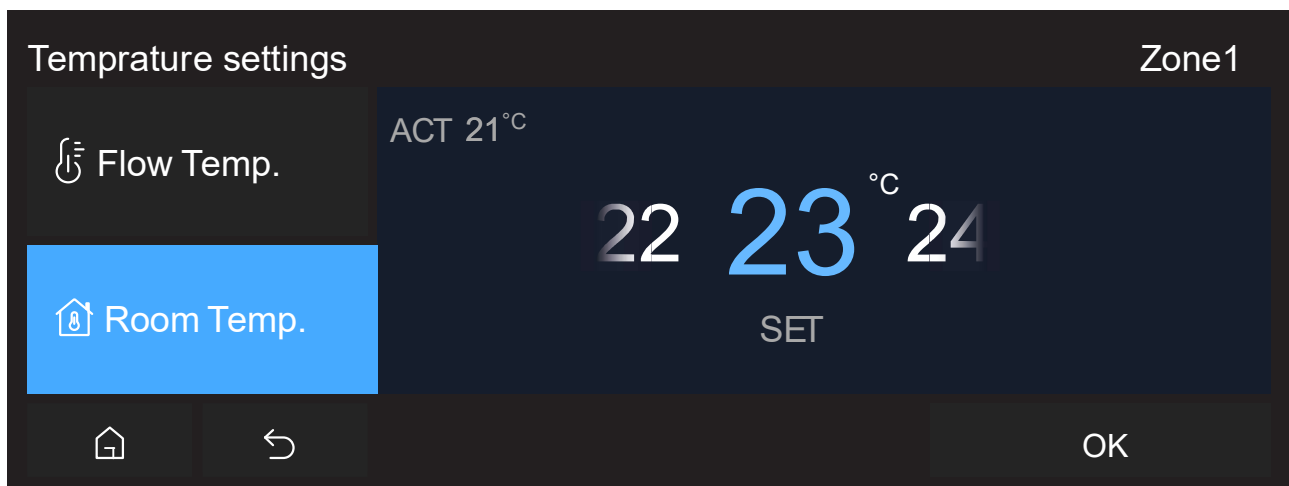 Temprature settings
Zone1
Flow Temp.
ACT 21°C
22 23 °C 24
Room Temp.
SET
OK